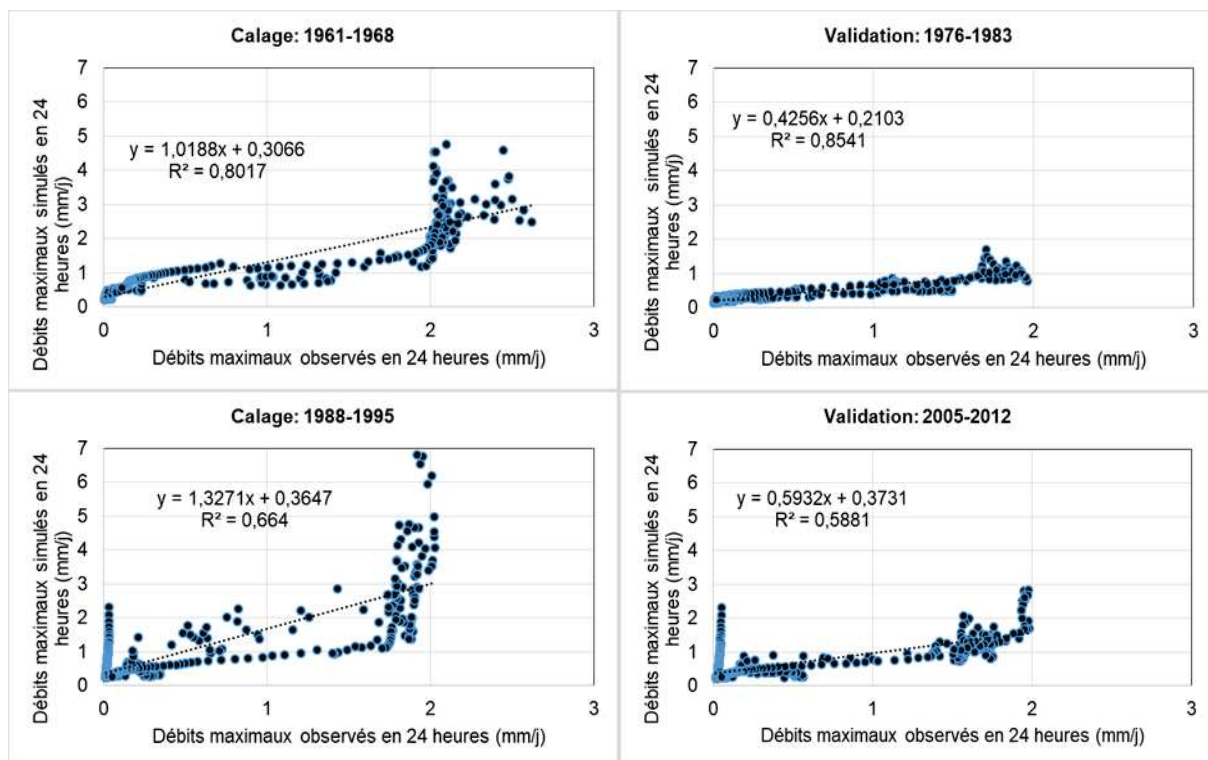 Calage: 1961-1968
Débits maximaux simulés en 24
heures (mm/j)
7
6
5
4
3
2
1
0
y = 1,0188x + 0,3066
R² = 0,8017
0 1 2 3
Débits maximaux observés en 24 heures (mm/j)
Validation: 1976-1983
Débits maximaux simulés en 24
heures (mm/j)
7
6
5
4
3
2
1
0
y = 0,4256x + 0,2103
R² = 0,8541
0 1 2 3
Débits maximaux observés en 24 heures (mm/j)
Calage: 1988-1995
Débits maximaux simulés en 24
heures (mm/j)
7
6
5
4
3
2
1
0
y = 1,3271x + 0,3647
R² = 0,664
0 1 2 3
Débits maximaux observés en 24 heures (mm/j)
Validation: 2005-2012
Débits maximaux simulés en 24
heures (mm/j)
7
6
5
4
3
2
1
0
y = 0,5932x + 0,3731
R² = 0,5881
0 1 2 3
Débits maximaux observés en 24 heures (mm/j)